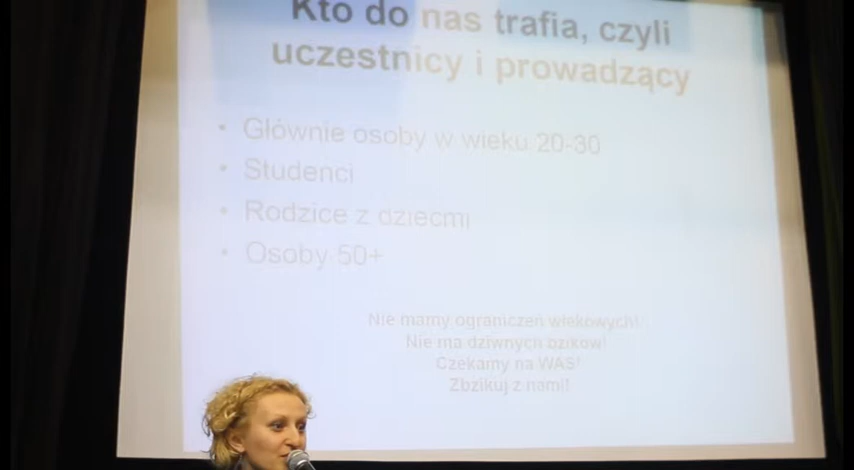 Kto do nas trafia, czyli
uczestnicy i prowadzący
• Głównie osoby w wieku 20-30
• Studenci
• Rodzice z dziećmi
• Osoby 50+
Nie mamy ograniczeń wiekowych!
Nie ma dziwnych bzików!
Czekamy na WAS!
Zbzikuj z nami!